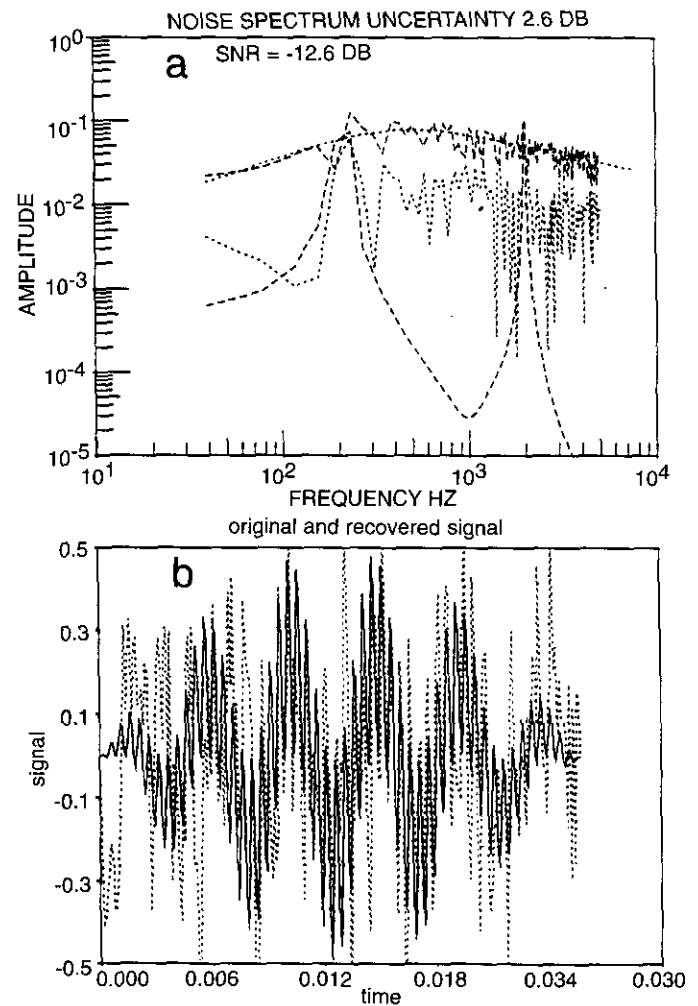 NOISE SPECTRUM UNCERTAINTY 2.6 DB
a SNR = -12.6 DB
10^0
10^-1
10^-2
10^-3
10^-4
10^-5
AMPLITUDE
10^1 10^2 10^3 10^4
FREQUENCY HZ
original and recovered signal
b
0.5
0.3
0.1
-0.1
-0.3
-0.5
signal
0.000 0.006 0.012 0.018 0.034 0.030
time